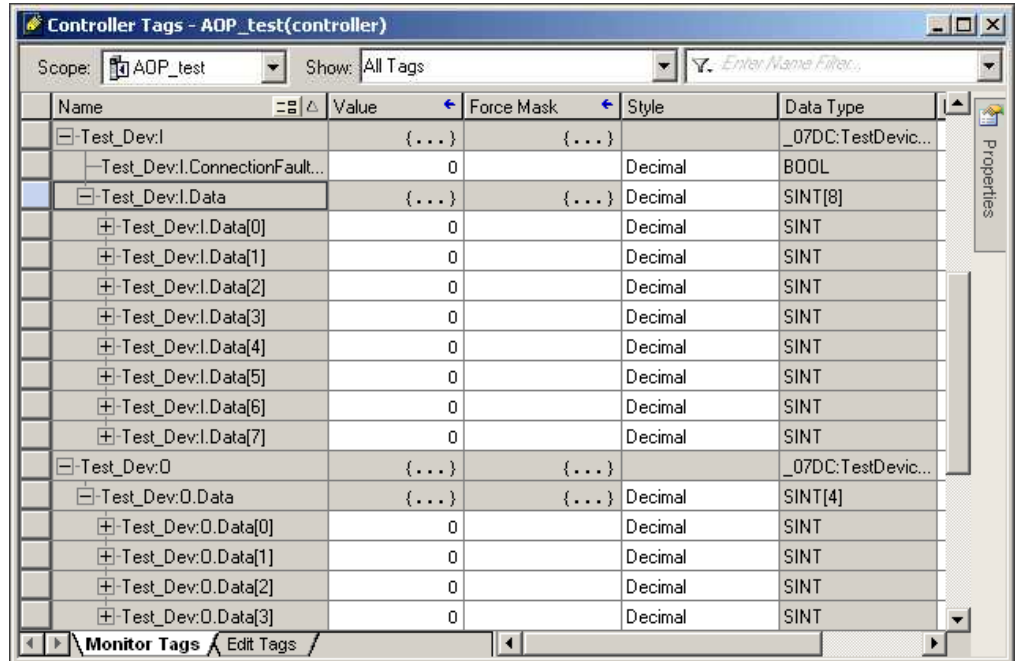 Controller Tags - AOP_test(controller)
Scope: AOP_test Show: All Tags Enter Name Filter...
Name Value Force Mask Style Data Type
Test_Dev:I {...} {...} _07DC:TestDevic...
Test_Dev:I.ConnectionFault... 0 Decimal BOOL
Test_Dev:I.Data {...} {...} Decimal SINT[8]
Test_Dev:I.Data[0] 0 Decimal SINT
Test_Dev:I.Data[1] 0 Decimal SINT
Test_Dev:I.Data[2] 0 Decimal SINT
Test_Dev:I.Data[3] 0 Decimal SINT
Test_Dev:I.Data[4] 0 Decimal SINT
Test_Dev:I.Data[5] 0 Decimal SINT
Test_Dev:I.Data[6] 0 Decimal SINT
Test_Dev:I.Data[7] 0 Decimal SINT
Test_Dev:O {...} {...} _07DC:TestDevic...
Test_Dev:O.Data {...} {...} Decimal SINT[4]
Test_Dev:O.Data[0] 0 Decimal SINT
Test_Dev:O.Data[1] 0 Decimal SINT
Test_Dev:O.Data[2] 0 Decimal SINT
Test_Dev:O.Data[3] 0 Decimal SINT
Monitor Tags Edit Tags
Properties